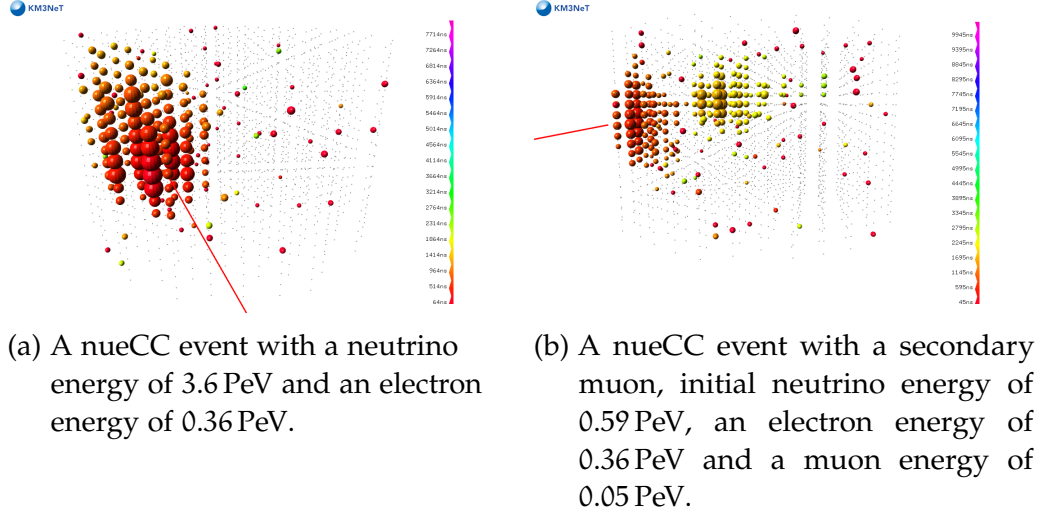 KM3NeT
7714ns
7264ns
6814ns
6364ns
5914ns
5464ns
5014ns
4564ns
4114ns
3664ns
3214ns
2764ns
2314ns
1864ns
1414ns
964ns
514ns
64ns
(a) A nueCC event with a neutrino
energy of 3.6 PeV and an electron
energy of 0.36 PeV.
KM3NeT
9945ns
9395ns
8845ns
8295ns
7745ns
7195ns
6645ns
6095ns
5545ns
4995ns
4445ns
3895ns
3345ns
2795ns
2245ns
1695ns
1145ns
595ns
45ns
(b) A nueCC event with a secondary
muon, initial neutrino energy of
0.59 PeV, an electron energy of
0.36 PeV and a muon energy of
0.05 PeV.